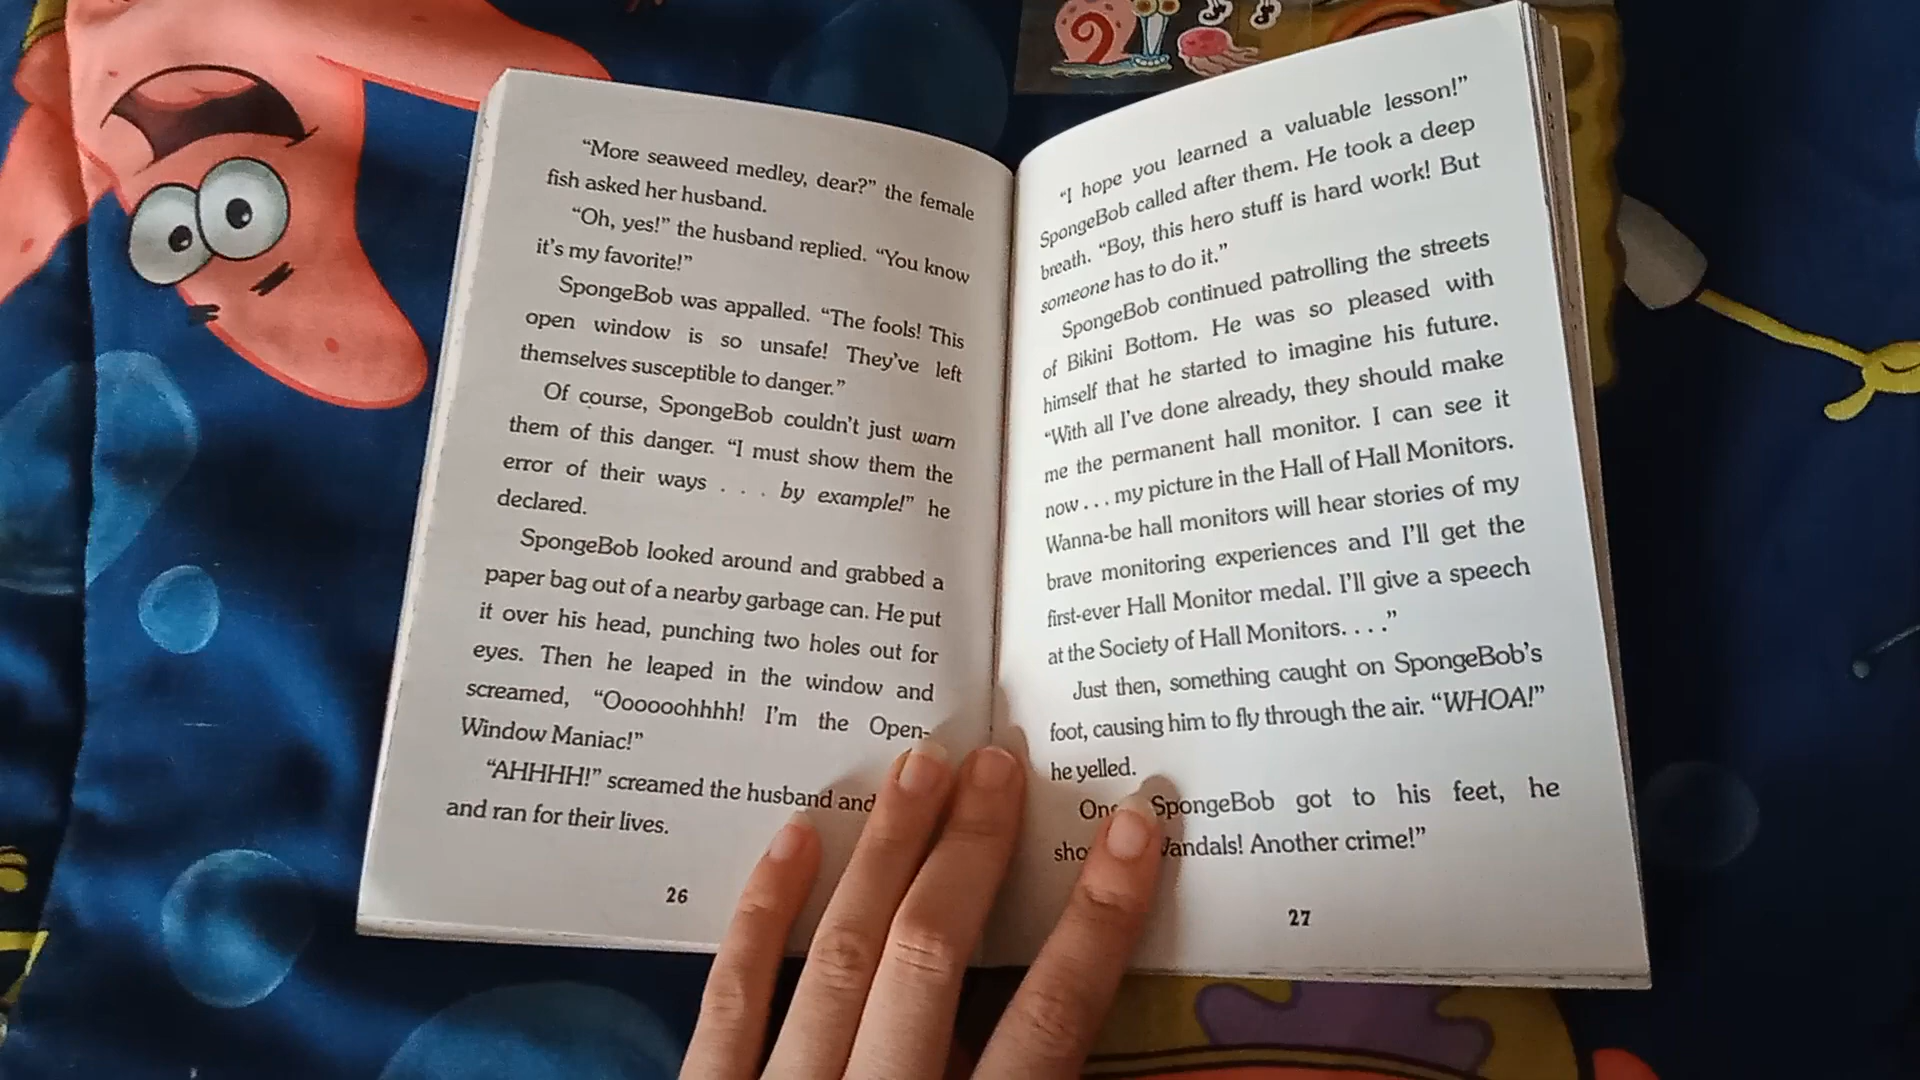 “More seaweed medley, dear?” the female
fish asked her husband.
“Oh, yes!” the husband replied. “You know
it’s my favorite!”
SpongeBob was appalled. “The fools! This
open window is so unsafe! They’ve left
themselves susceptible to danger.”
Of course, SpongeBob couldn’t just warn
them of this danger. “I must show them the
error of their ways . . . by example!” he
declared.
SpongeBob looked around and grabbed a
paper bag out of a nearby garbage can. He put
it over his head, punching two holes out for
eyes. Then he leaped in the window and
screamed, “Oooooohhhh! I’m the Open-
Window Maniac!”
“AHHHH!” screamed the husband and
and ran for their lives.
26
“I hope you learned a valuable lesson!”
SpongeBob called after them. He took a deep
breath. “Boy, this hero stuff is hard work! But
someone has to do it.”
SpongeBob continued patrolling the streets
of Bikini Bottom. He was so pleased with
himself that he started to imagine his future.
“With all I’ve done already, they should make
me the permanent hall monitor. I can see it
now . . . my picture in the Hall of Hall Monitors.
Wanna-be hall monitors will hear stories of my
brave monitoring experiences and I’ll get the
first-ever Hall Monitor medal. I’ll give a speech
at the Society of Hall Monitors. . . .”
Just then, something caught on SpongeBob’s
foot, causing him to fly through the air. “WHOA!”
he yelled.
SpongeBob got to his feet, he
Vandals! Another crime!”
27